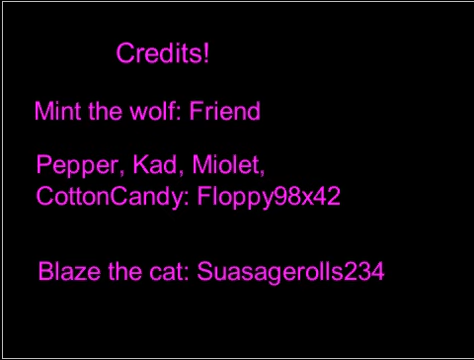 Credits!
Mint the wolf: Friend
Pepper, Kad, Miolet,
CottonCandy: Floppy98x42
Blaze the cat: Suasagerolls234